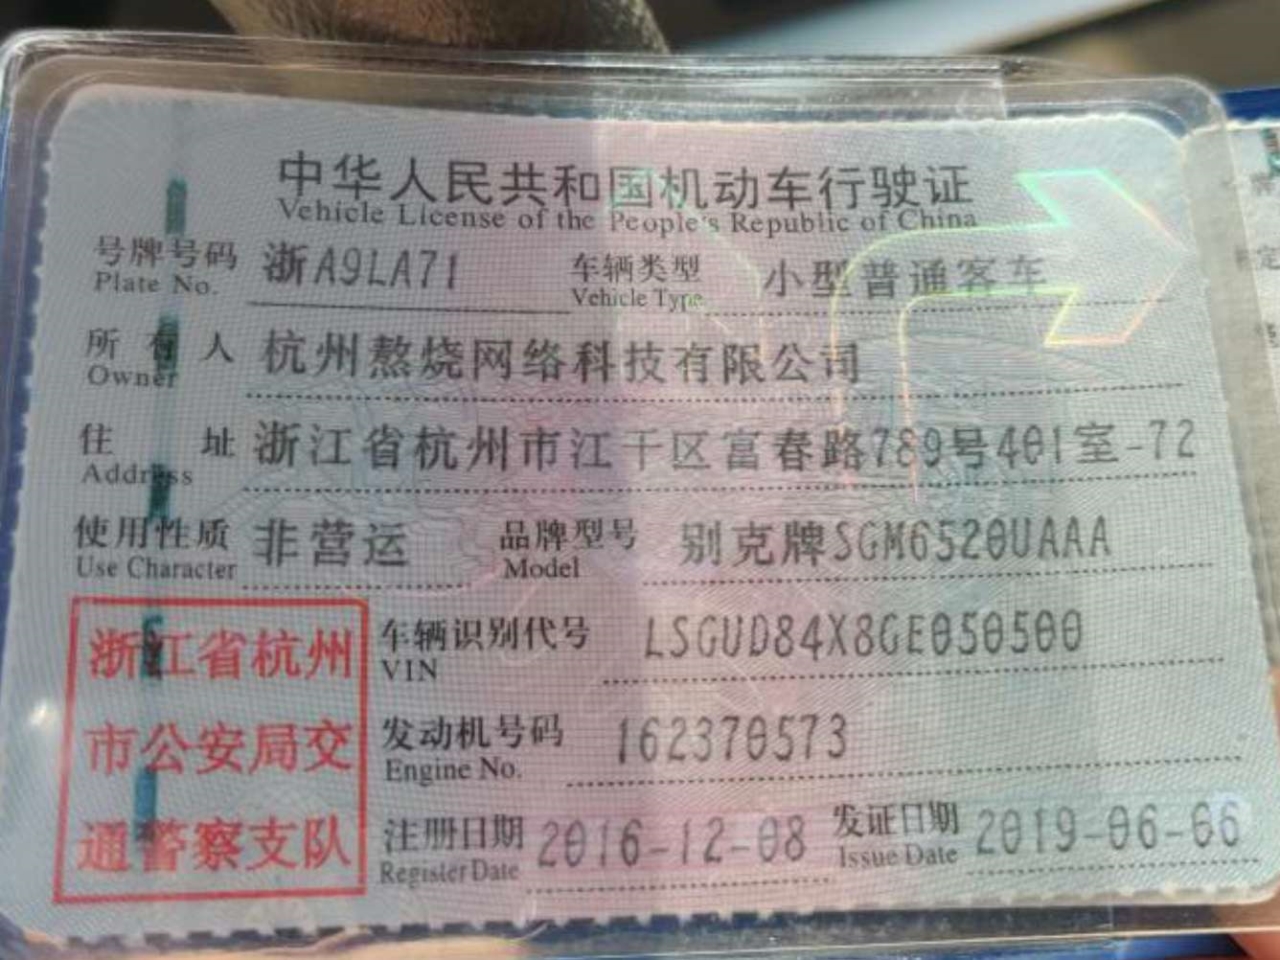 中华人民共和国机动车行驶证
Vehicle License of the People's Republic of China
号牌号码 浙A9LA71 车辆类型 小型普通客车
Plate No. Vehicle Type
所有人 杭州熬烧网络科技有限公司
Owner
住址 浙江省杭州市江干区富春路789号401室-72
Address
使用性质 非营运 品牌型号 别克牌SGM6520UAAA
Use Character Model
浙江省杭州 车辆识别代号 LSGUD84X8GE050500
VIN
市公安局交 发动机号码 162370573
Engine No.
通警察支队 注册日期 2016-12-08 发证日期 2019-06-06
Register Date Issue Date